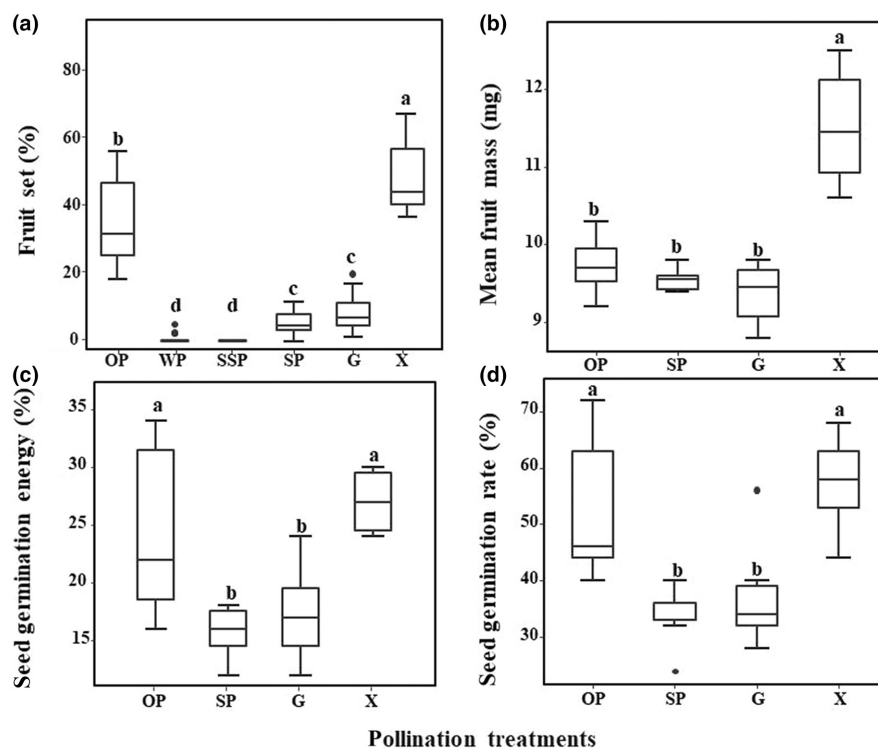 (a)
Fruit set (%)
80
60
40
20
0
b
d
d
c
c
a
OP WP SSP SP G X
(b)
Mean fruit mass (mg)
12
11
10
9
b
b
b
a
OP SP G X
(c)
Seed germination energy (%)
35
30
25
20
15
a
b
b
a
OP SP G X
(d)
Seed germination rate (%)
70
60
50
40
30
a
b
b
a
OP SP G X
Pollination treatments